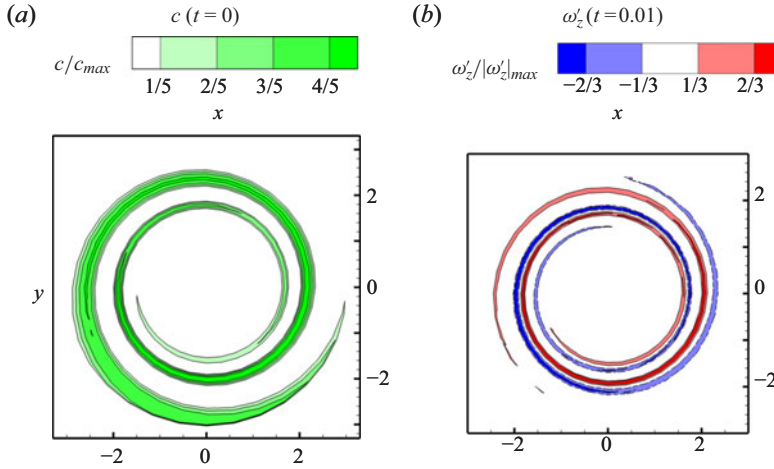 (a) c (t = 0)
c/c_max
1/5 2/5 3/5 4/5
x
y
2
0
−2
−2 0 2
(b) ω′_z (t = 0.01)
ω′_z/|ω′_z|_max
−2/3 −1/3 1/3 2/3
x
2
0
−2
−2 0 2